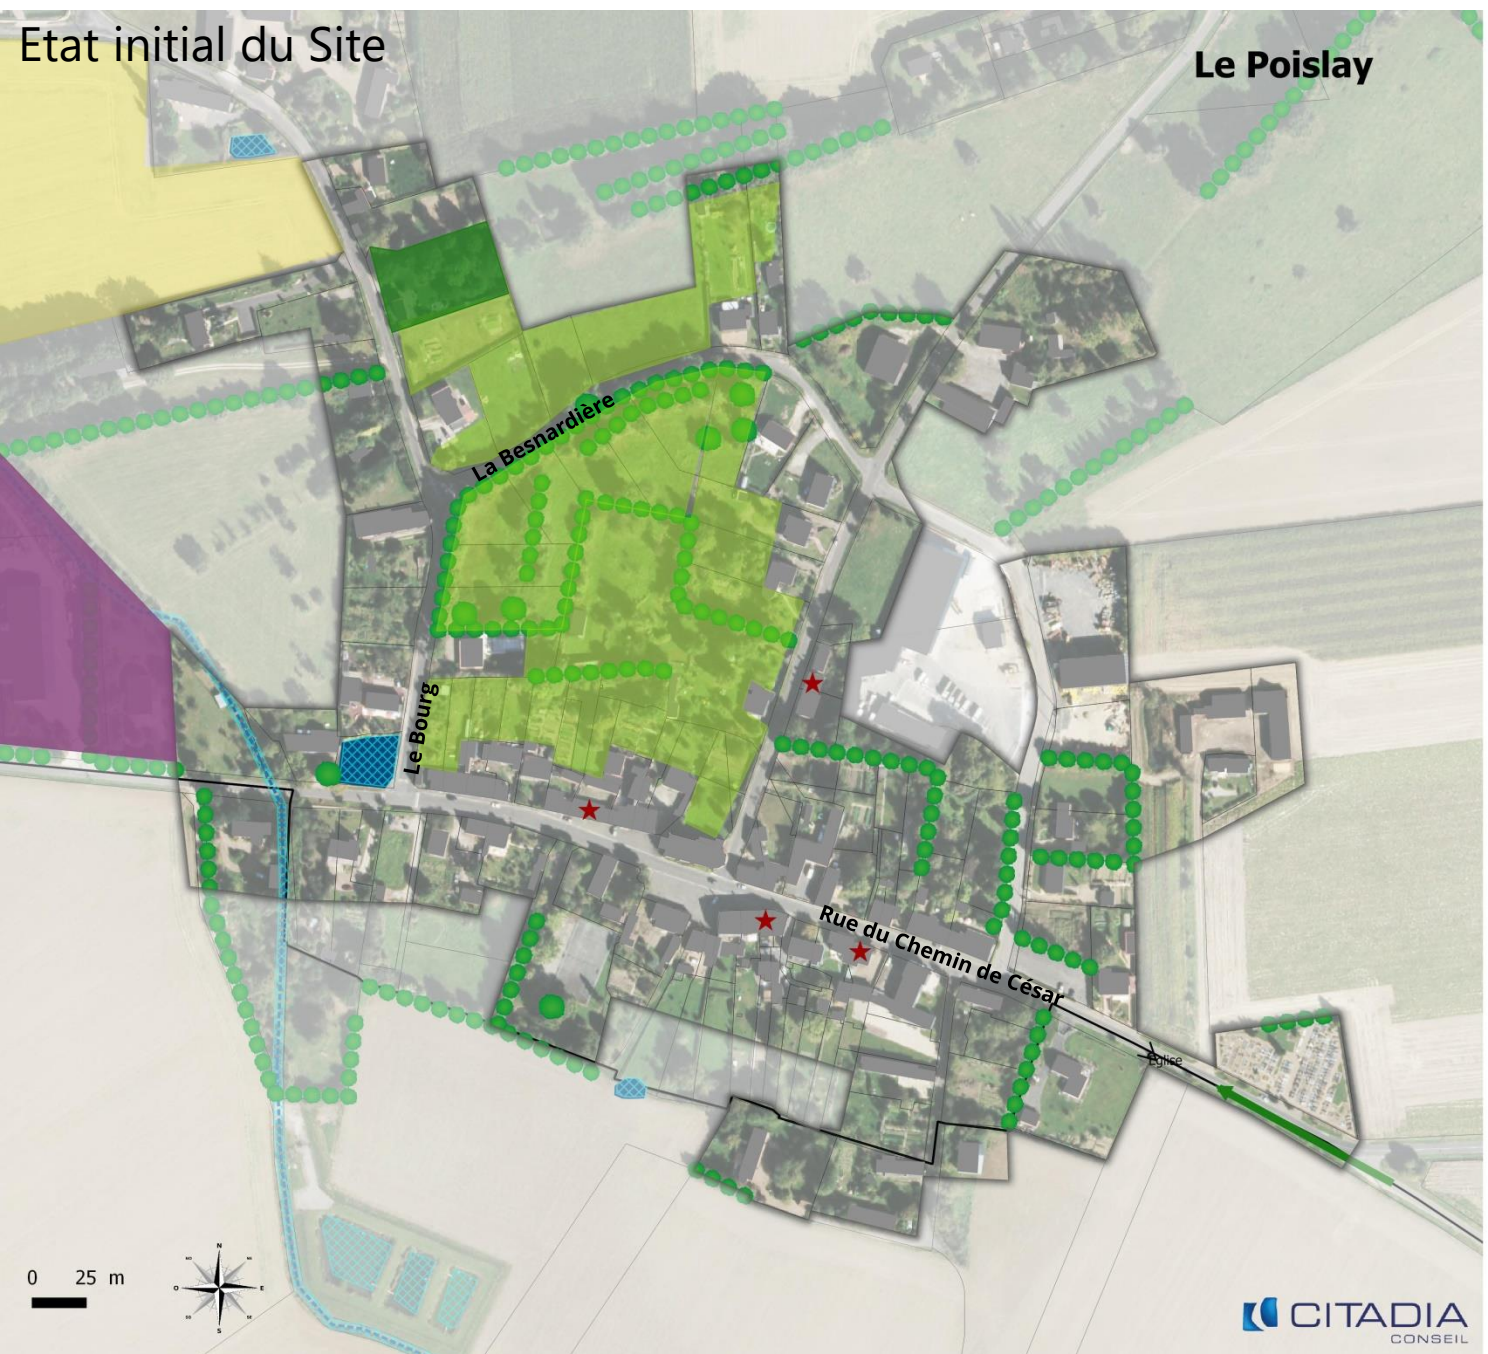 Etat initial du Site
Le Poislay
La Besnardière
Le Bourg
Rue du Chemin de César
Eglise
0 25 m
N
O E
S
CITADIA
CONSEIL